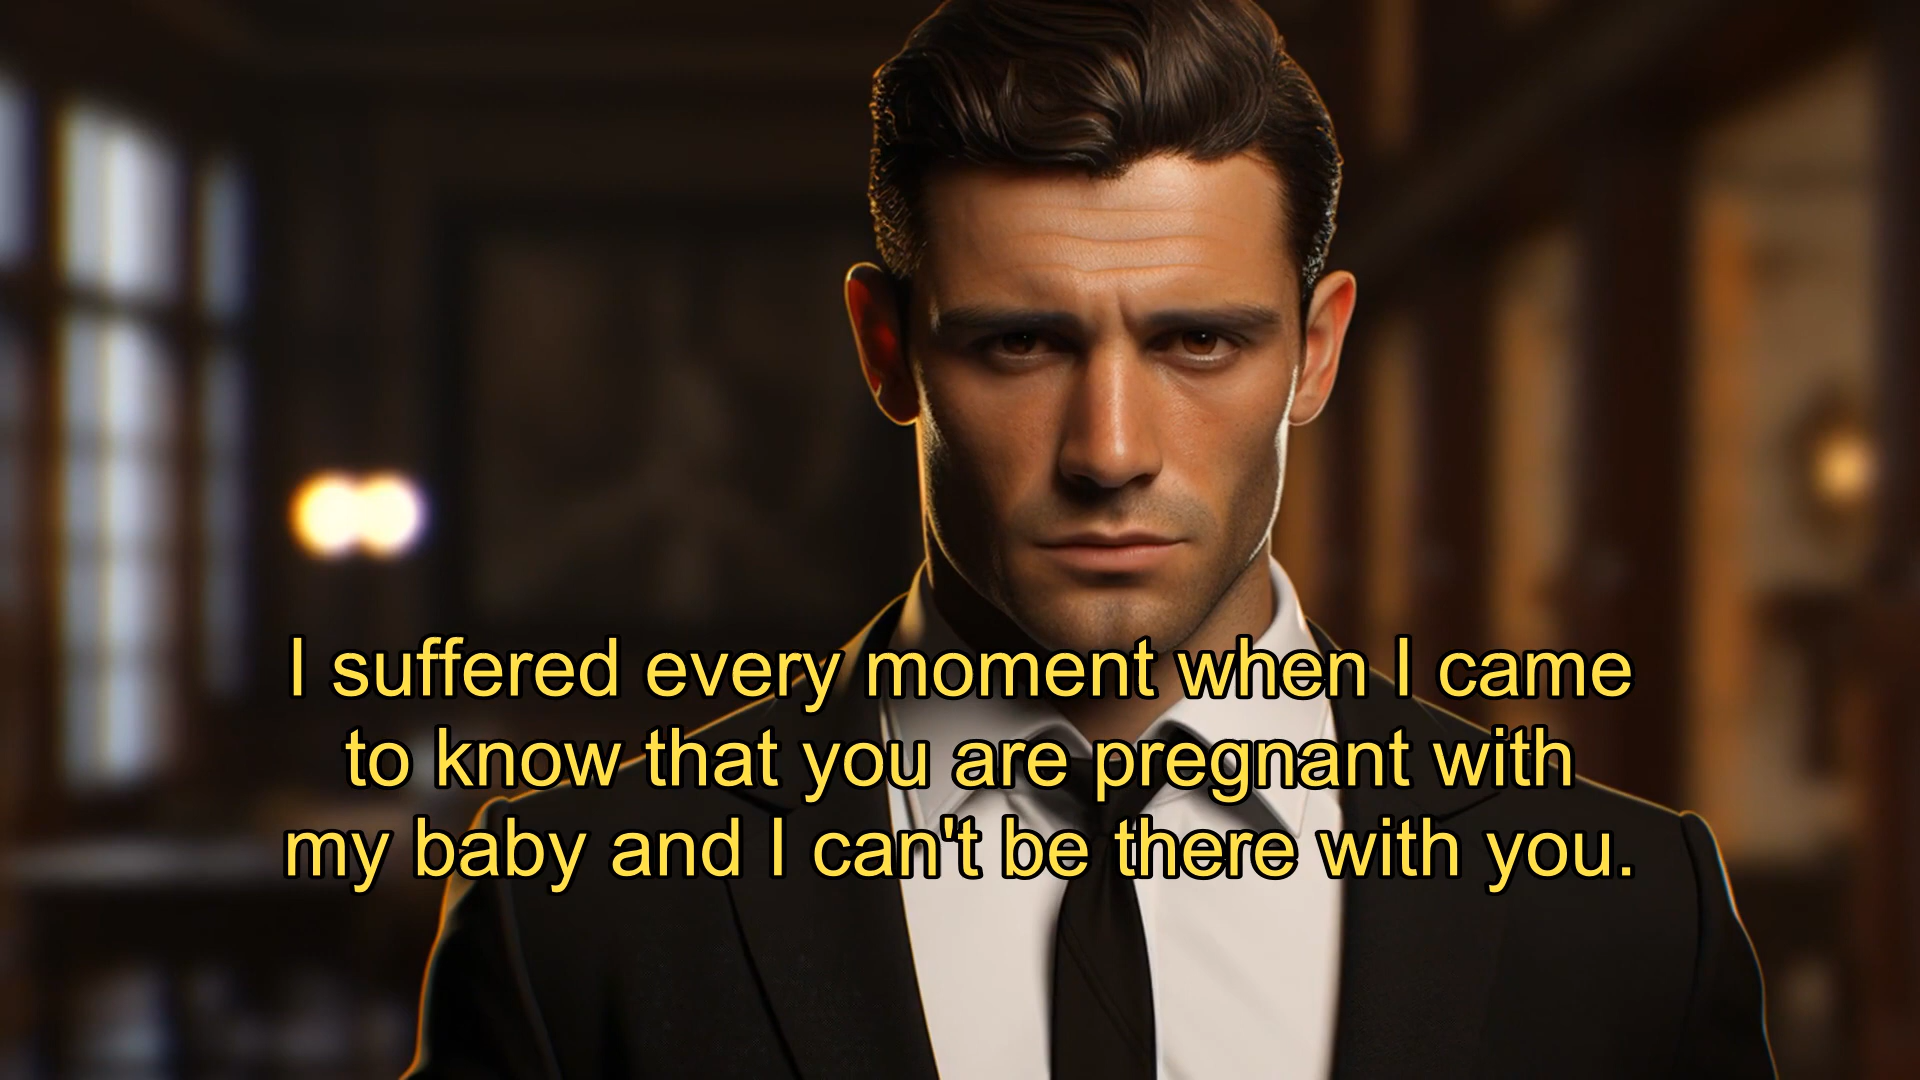 I suffered every moment when I came
to know that you are pregnant with
my baby and I can't be there with you.